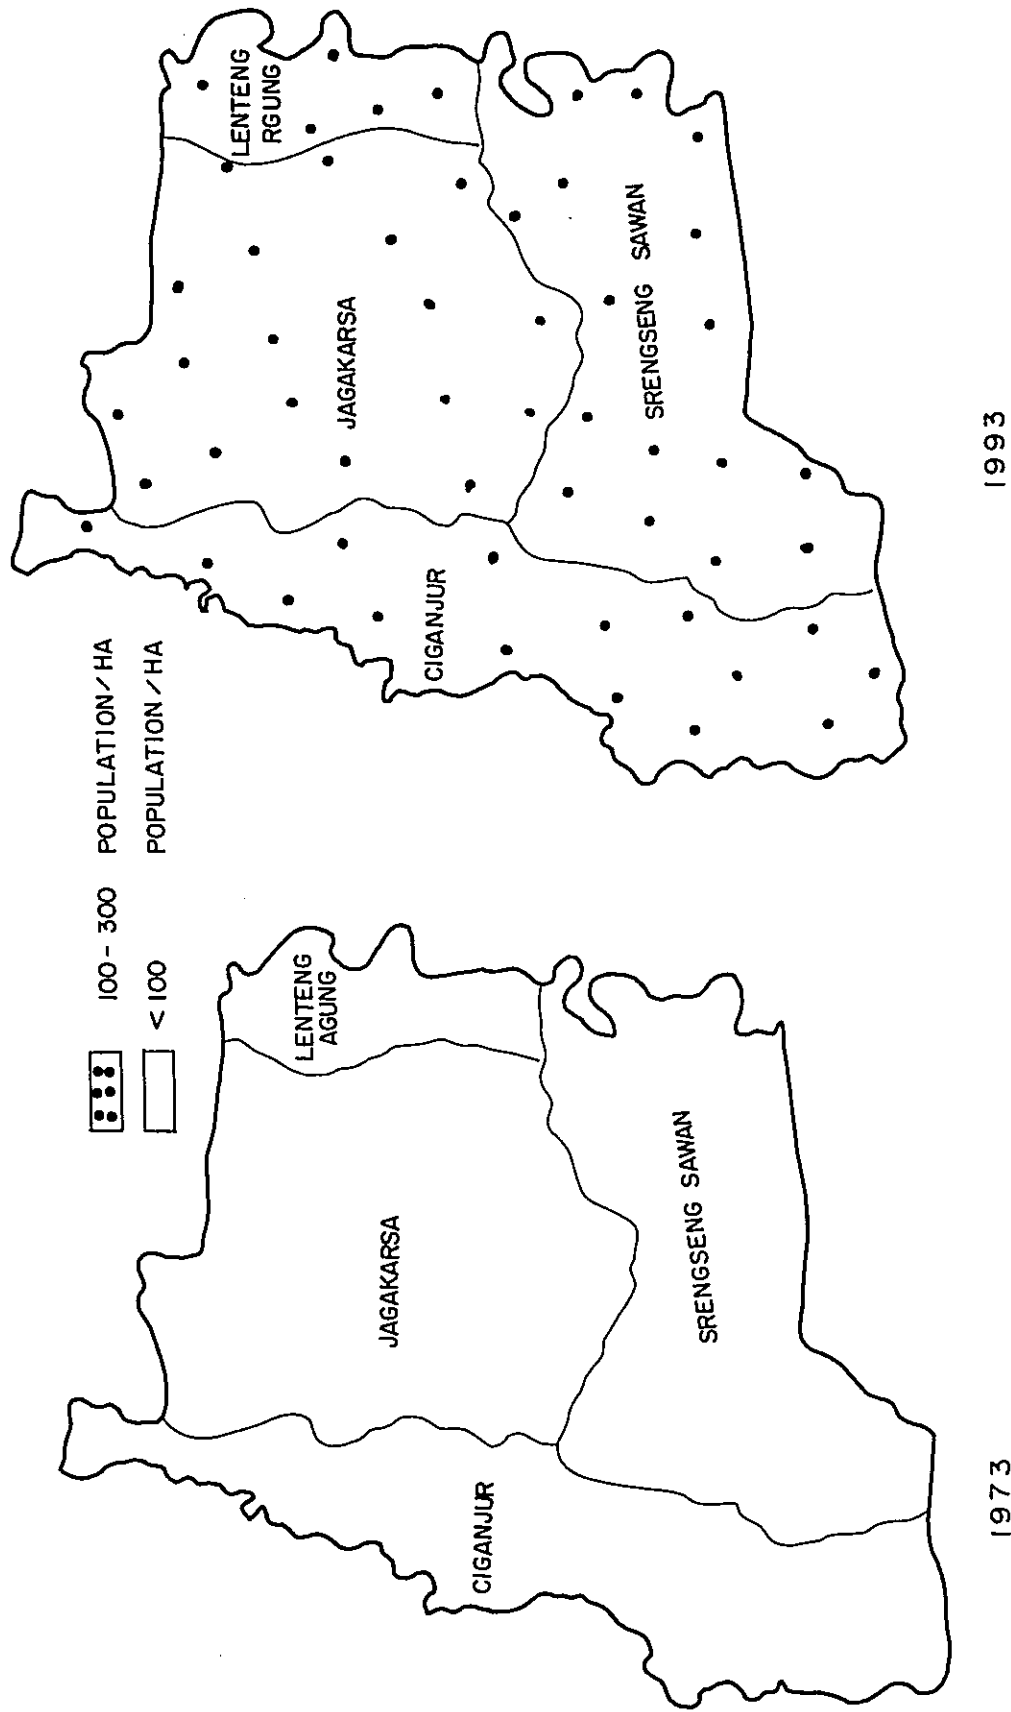 100-300 POPULATION/HA
<100 POPULATION/HA
LENTENG
AGUNG
JAGAKARSA
SRENGSENG SAWAN
CIGANJUR
1973
LENTENG
RGUNG
JAGAKARSA
SRENGSENG SAWAN
CIGANJUR
1993